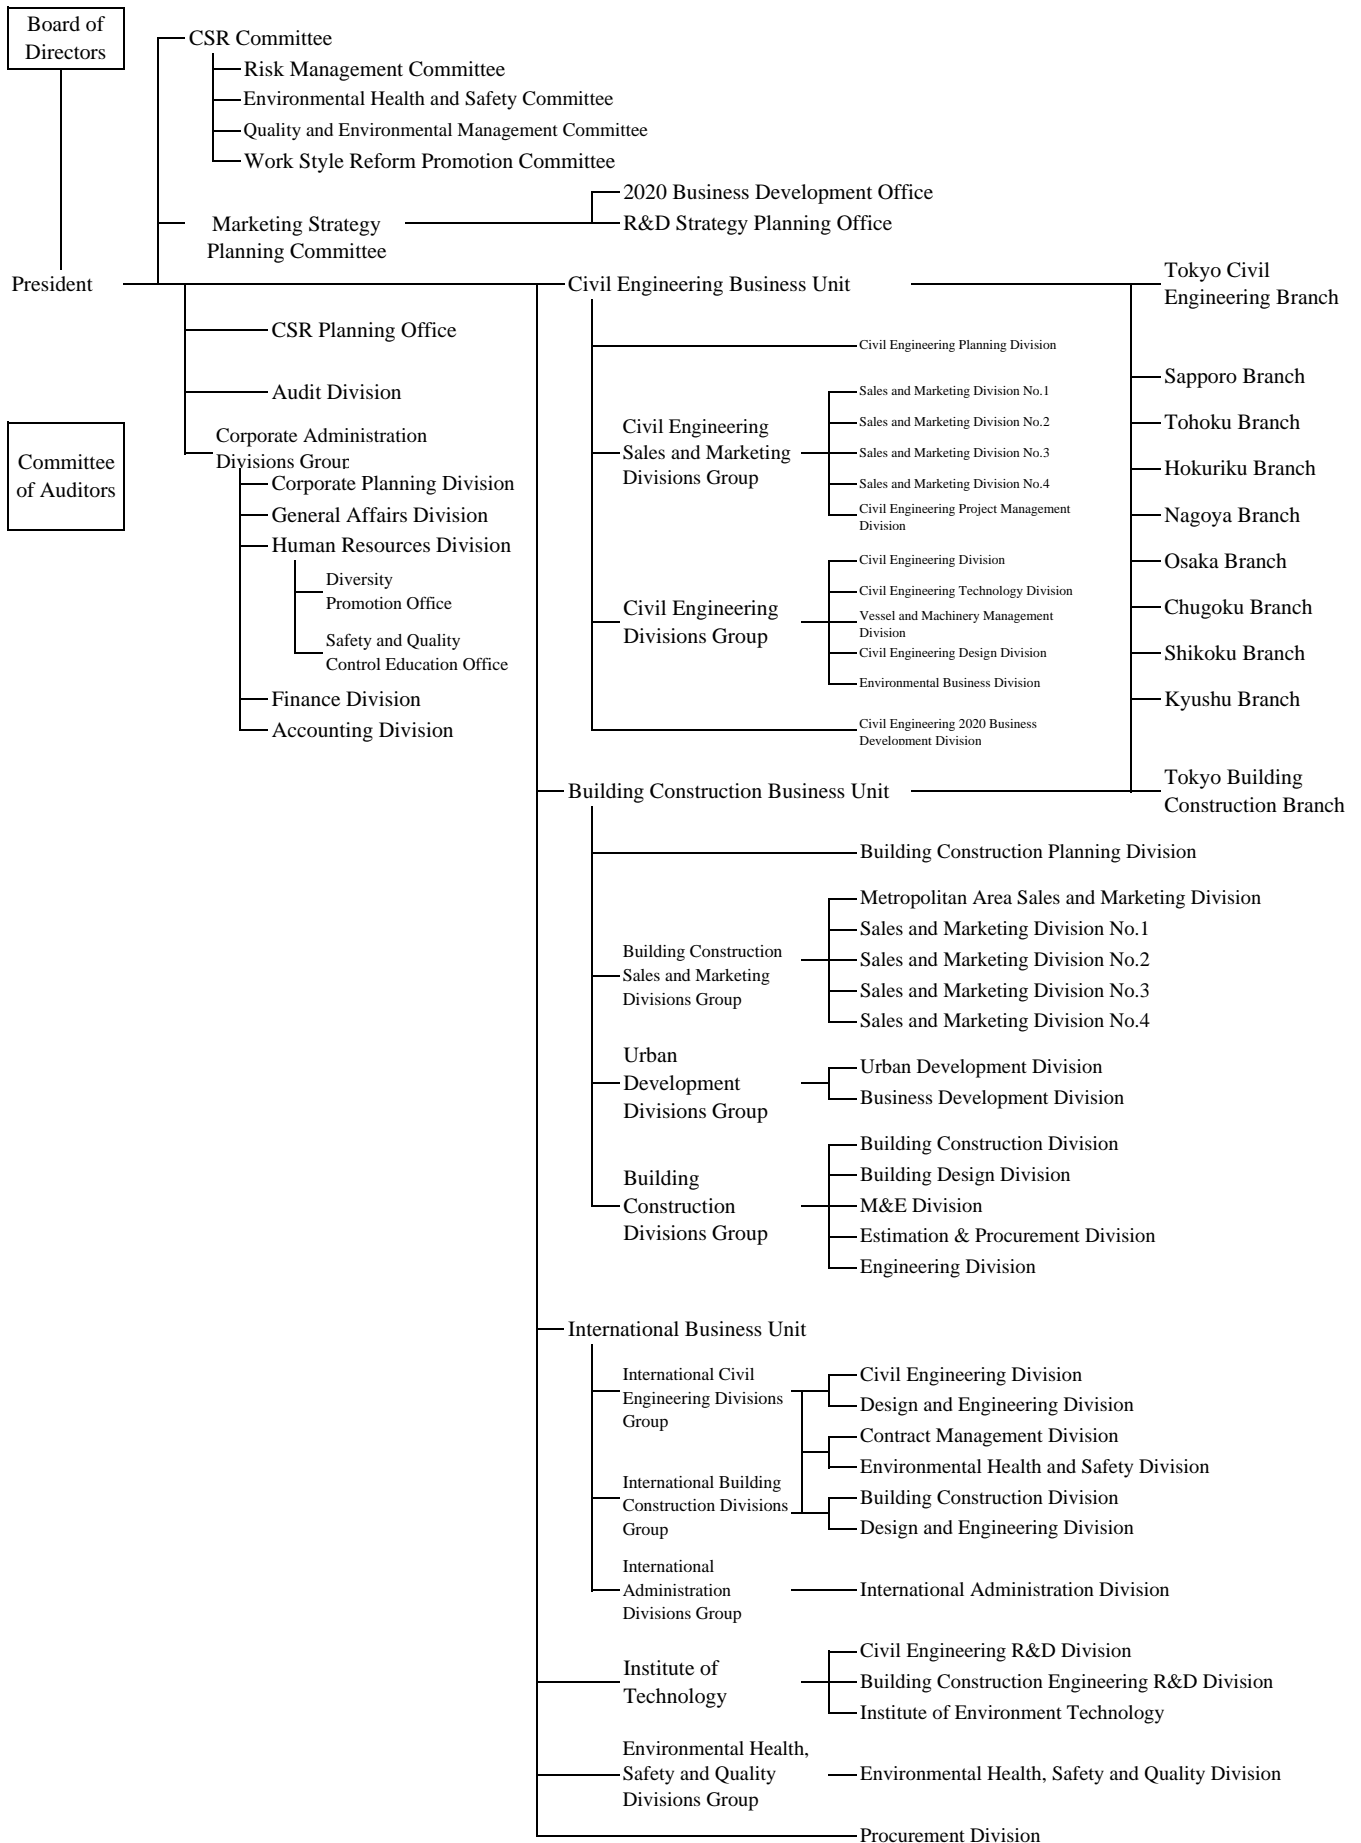 Board of
Directors
CSR Committee
Risk Management Committee
Environmental Health and Safety Committee
Quality and Environmental Management Committee
Work Style Reform Promotion Committee
2020 Business Development Office
Marketing Strategy
Planning Committee
R&D Strategy Planning Office
President
CSR Planning Office
Audit Division
Committee
of Auditors
Corporate Administration
Divisions Group
Corporate Planning Division
General Affairs Division
Human Resources Division
Diversity
Promotion Office
Safety and Quality
Control Education Office
Finance Division
Accounting Division
Civil Engineering Business Unit
Civil Engineering Planning Division
Civil Engineering
Sales and Marketing
Divisions Group
Sales and Marketing Division No.1
Sales and Marketing Division No.2
Sales and Marketing Division No.3
Sales and Marketing Division No.4
Civil Engineering Project Management
Division
Civil Engineering
Divisions Group
Civil Engineering Division
Civil Engineering Technology Division
Vessel and Machinery Management
Division
Civil Engineering Design Division
Environmental Business Division
Civil Engineering 2020 Business
Development Division
Tokyo Civil
Engineering Branch
Sapporo Branch
Tohoku Branch
Hokuriku Branch
Nagoya Branch
Osaka Branch
Chugoku Branch
Shikoku Branch
Kyushu Branch
Tokyo Building
Construction Branch
Building Construction Business Unit
Building Construction Planning Division
Building Construction
Sales and Marketing
Divisions Group
Metropolitan Area Sales and Marketing Division
Sales and Marketing Division No.1
Sales and Marketing Division No.2
Sales and Marketing Division No.3
Sales and Marketing Division No.4
Urban
Development
Divisions Group
Urban Development Division
Business Development Division
Building
Construction
Divisions Group
Building Construction Division
Building Design Division
M&E Division
Estimation & Procurement Division
Engineering Division
International Business Unit
International Civil
Engineering Divisions
Group
Civil Engineering Division
Design and Engineering Division
Contract Management Division
Environmental Health and Safety Division
International Building
Construction Divisions
Group
Building Construction Division
Design and Engineering Division
International
Administration
Divisions Group
International Administration Division
Institute of
Technology
Civil Engineering R&D Division
Building Construction Engineering R&D Division
Institute of Environment Technology
Environmental Health,
Safety and Quality
Divisions Group
Environmental Health, Safety and Quality Division
Procurement Division